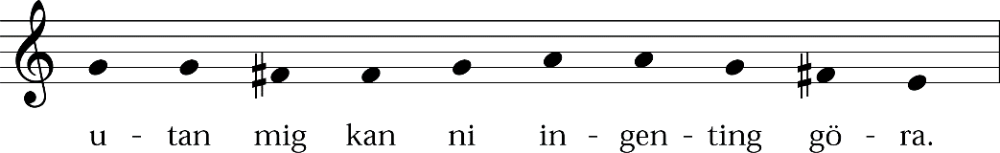 u - tan mig kan ni in - gen - ting gö - ra.